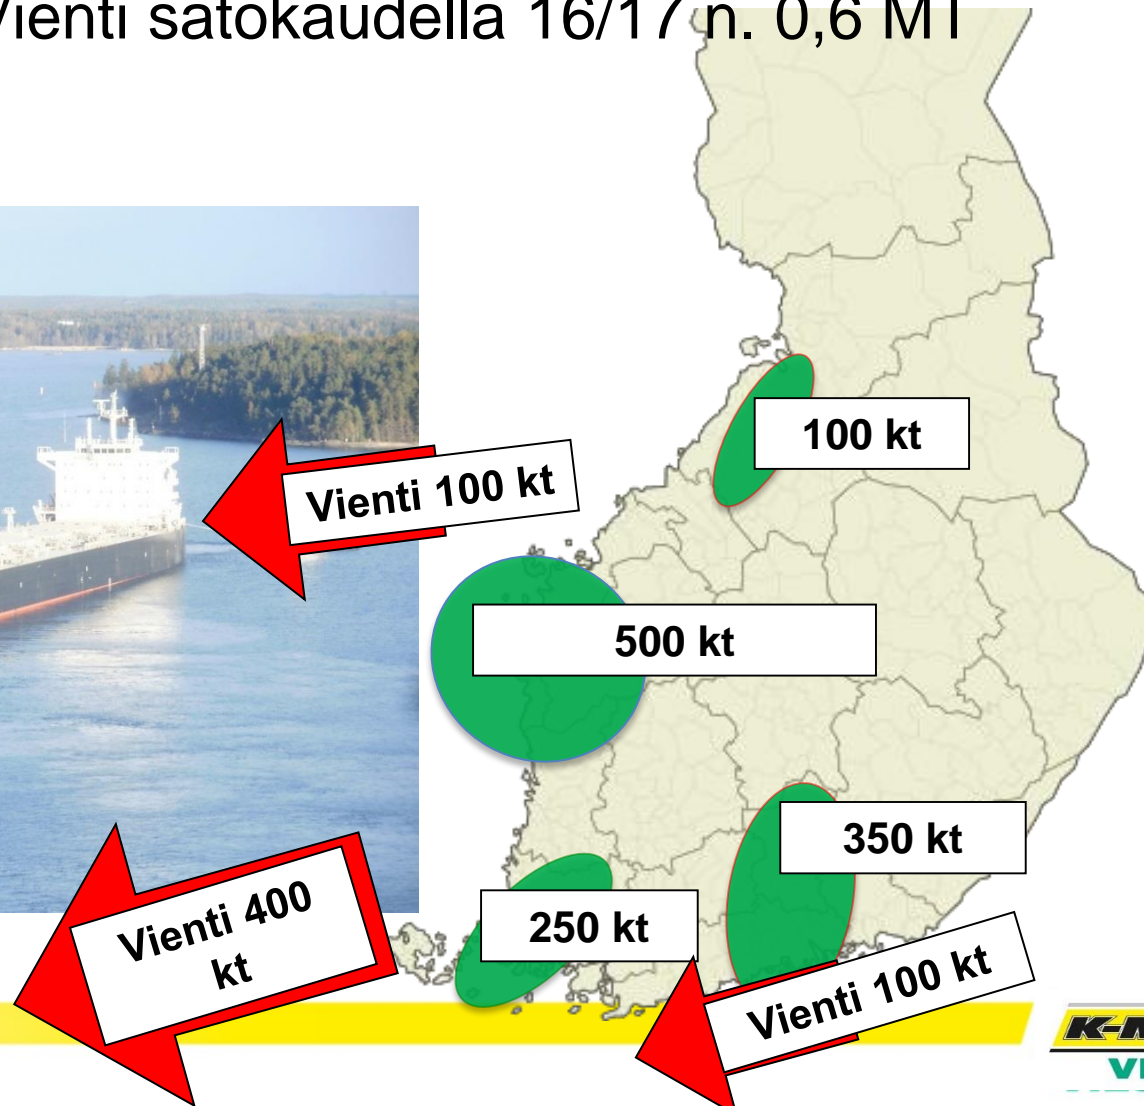 Vienti satokaudella 16/17 n. 0,6 MT
100 kt
Vienti 100 kt
500 kt
350 kt
Vienti 400
kt
250 kt
Vienti 100 kt